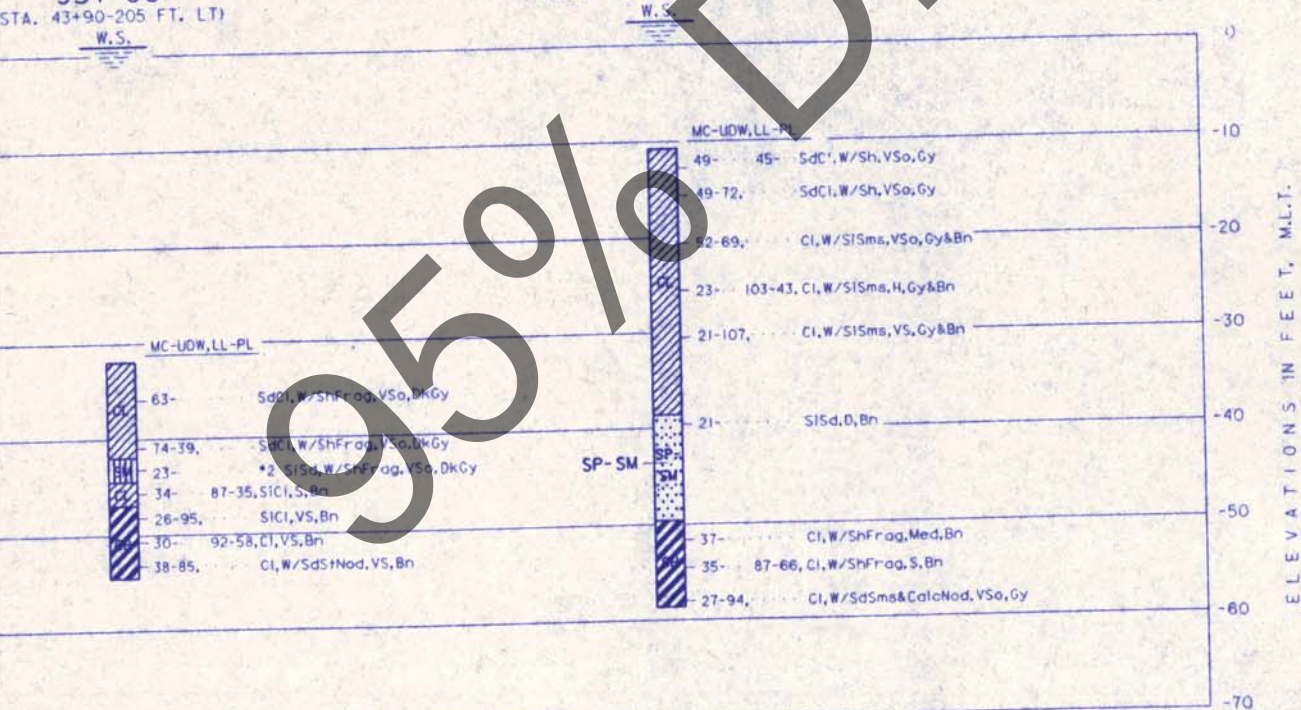 STA. 43+90-205 FT. LT)
W.S.
W.S.
0
MC-UDW,LL-PL
-10
49- 45- SdC',W/Sh,VSo,Gy
49-72, SdCl,W/Sh,VSo,Gy
-20
52-69, Cl,W/SlSms,VSo,Gy&Bn
CL
23- 103-43, Cl,W/SlSms,H,Gy&Bn
-30
21-107, Cl,W/SlSms,VS,Gy&Bn
MC-UDW,LL-PL
63- SdCl,W/ShFrag,VSo,DkGy
CL
-40
21- SlSd,D,Bn
74-39, SdCl,W/ShFrag,VSo,DkGy
SP-SM
SP-
SM
23- *2 SlSd,W/ShFrag,VSo,DkGy
SM
34- 87-35, SlCl,S,Bn
CL
-50
26-95, SlCl,VS,Bn
30- 92-58, Cl,VS,Bn
38-85, Cl,W/SdStNod,VS,Bn
37- Cl,W/ShFrag,Med,Bn
35- 87-66, Cl,W/ShFrag,S,Bn
27-94, Cl,W/SdSms&CalcNod,VSo,Gy
-60
-70
ELEVATIONS IN FEET, M.L.T.
95% D